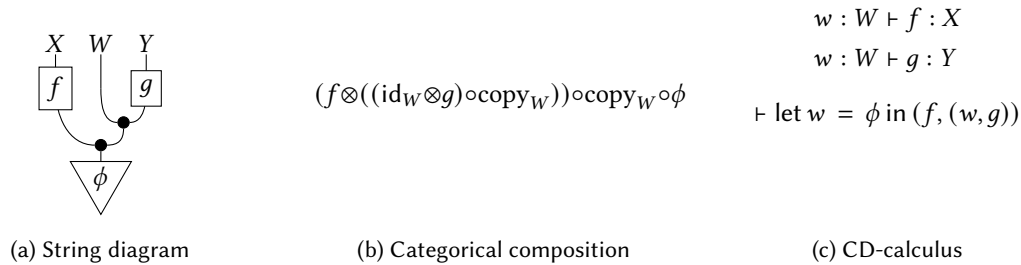 X W Y
f
g
ϕ
(a) String diagram
(f⊗((id_W⊗g)∘copy_W))∘copy_W∘ϕ
(b) Categorical composition
w : W ⊢ f : X
w : W ⊢ g : Y
⊢ let w = ϕ in (f, (w, g))
(c) CD-calculus